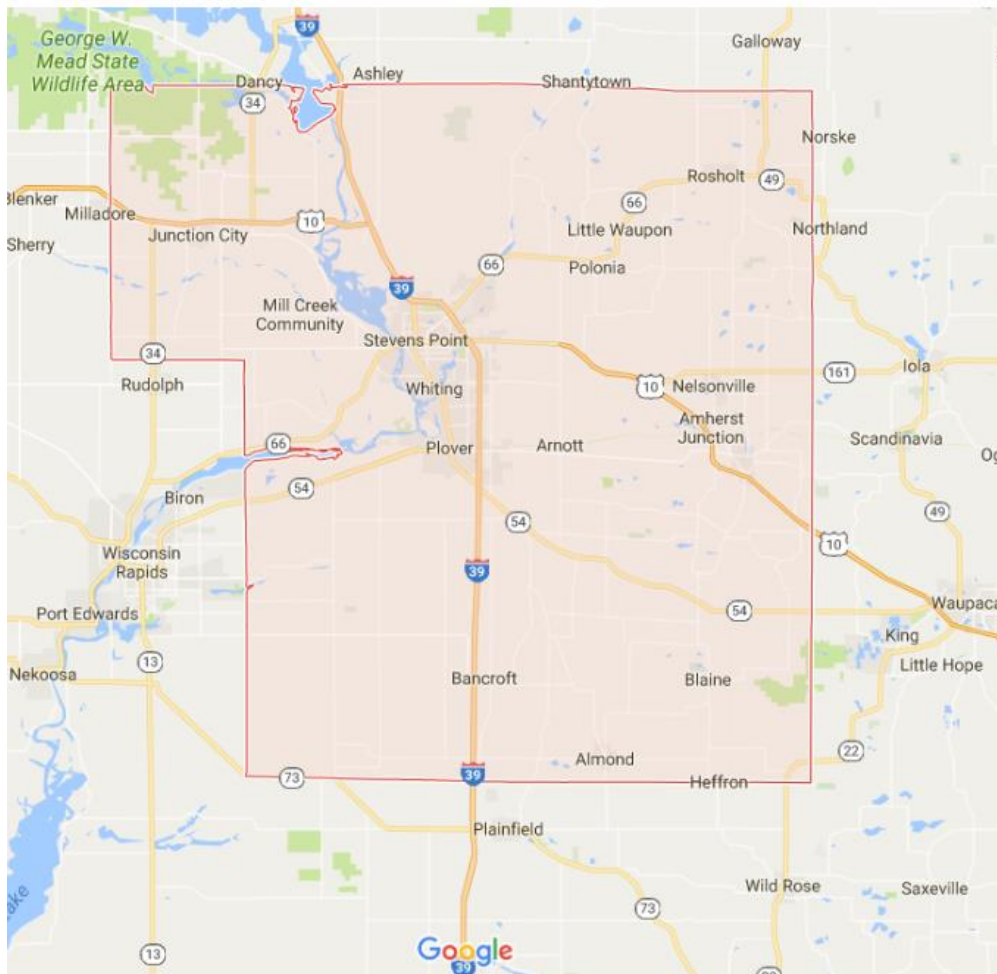 39
George W.
Mead State
Wildlife Area
Galloway
Dancy
Ashley
Shantytown
34
Norske
Rosholt
49
Blenker
Milladore
10
66
Little Waupon
Northland
Junction City
Sherry
66
Polonia
39
Mill Creek
Community
Stevens Point
34
Rudolph
Whiting
10
Nelsonville
161
Iola
Amherst
Junction
66
Plover
Arnott
Scandinavia
54
Biron
54
49
10
Wisconsin
Rapids
39
Port Edwards
54
Waupaca
King
13
Little Hope
Nekoosa
Bancroft
Blaine
22
Almond
73
39
Heffron
Plainfield
Wild Rose
Saxeville
73
13
Google
39